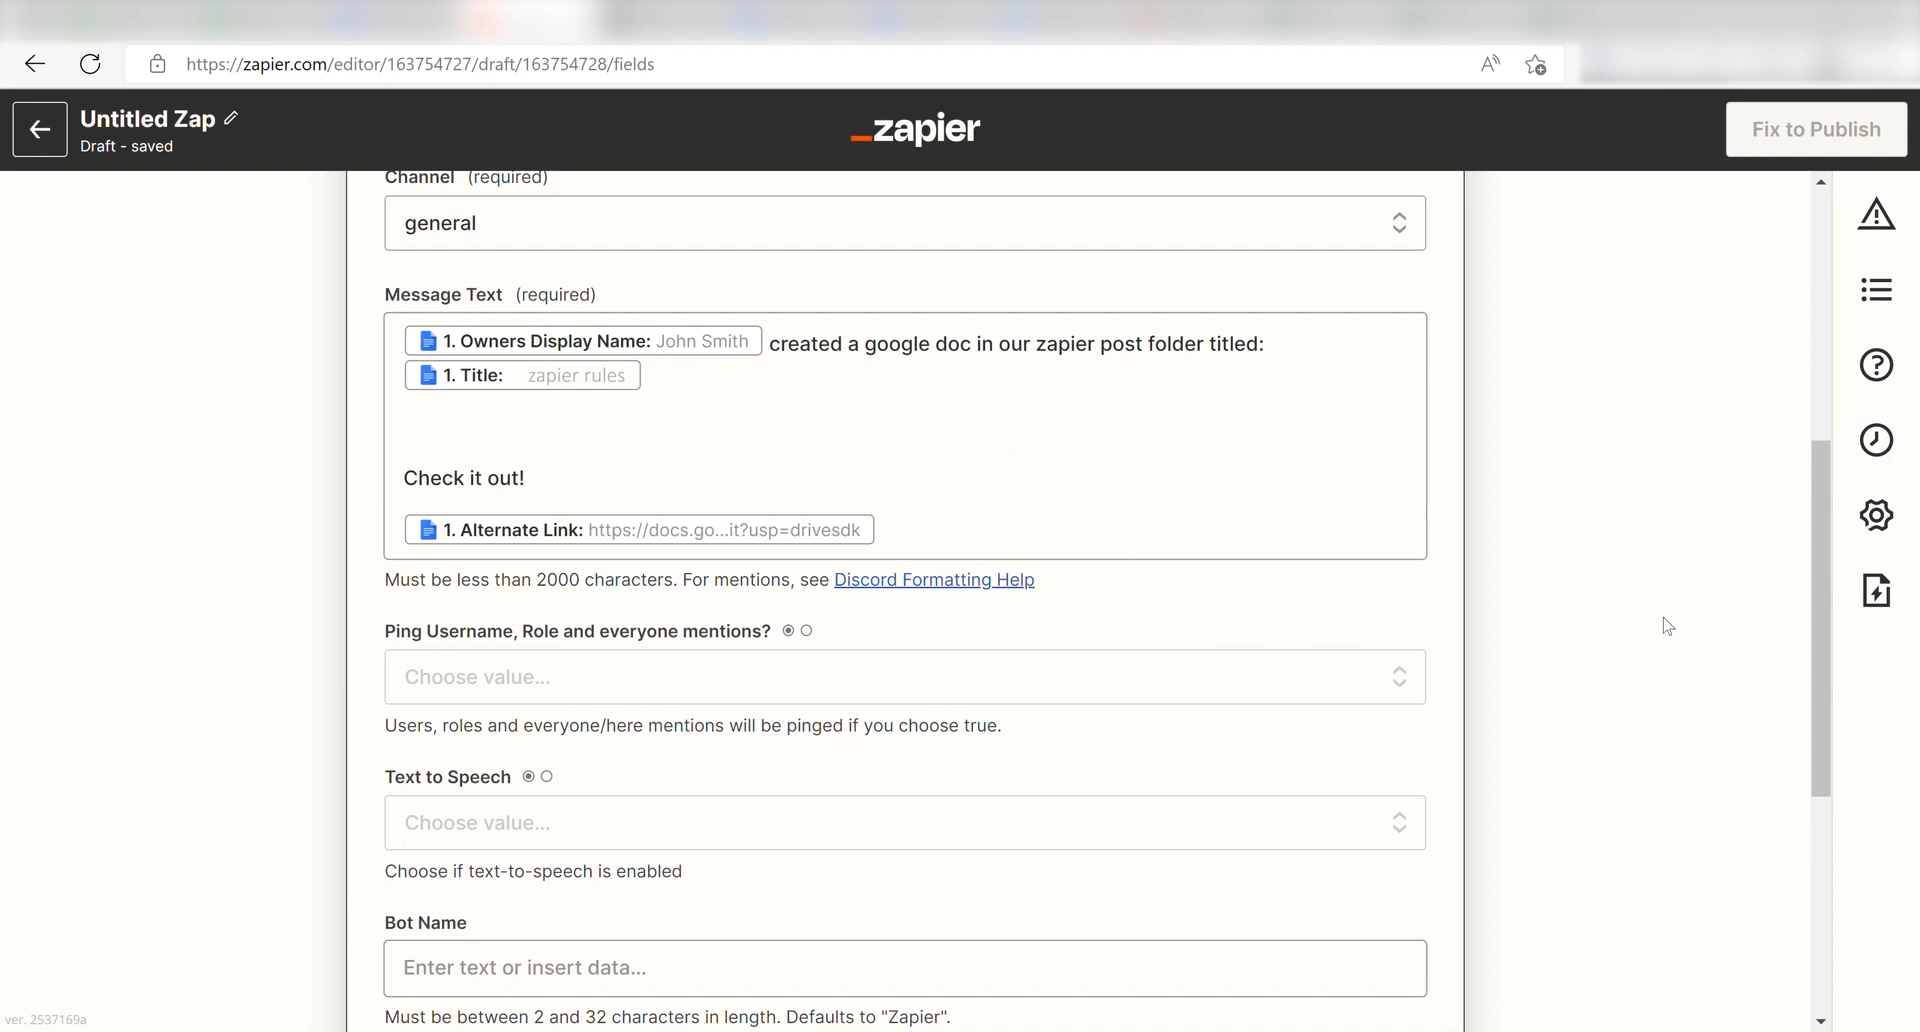 https://zapier.com/editor/163754727/draft/163754728/fields
Untitled Zap
Draft - saved
zapier
Fix to Publish
Channel (required)
general
Message Text (required)
1. Owners Display Name: John Smith created a google doc in our zapier post folder titled:
1. Title: zapier rules
Check it out!
1. Alternate Link: https://docs.go...it?usp=drivesdk
Must be less than 2000 characters. For mentions, see Discord Formatting Help
Ping Username, Role and everyone mentions?
Choose value...
Users, roles and everyone/here mentions will be pinged if you choose true.
Text to Speech
Choose value...
Choose if text-to-speech is enabled
Bot Name
Enter text or insert data...
Must be between 2 and 32 characters in length. Defaults to "Zapier".
ver. 2537169a